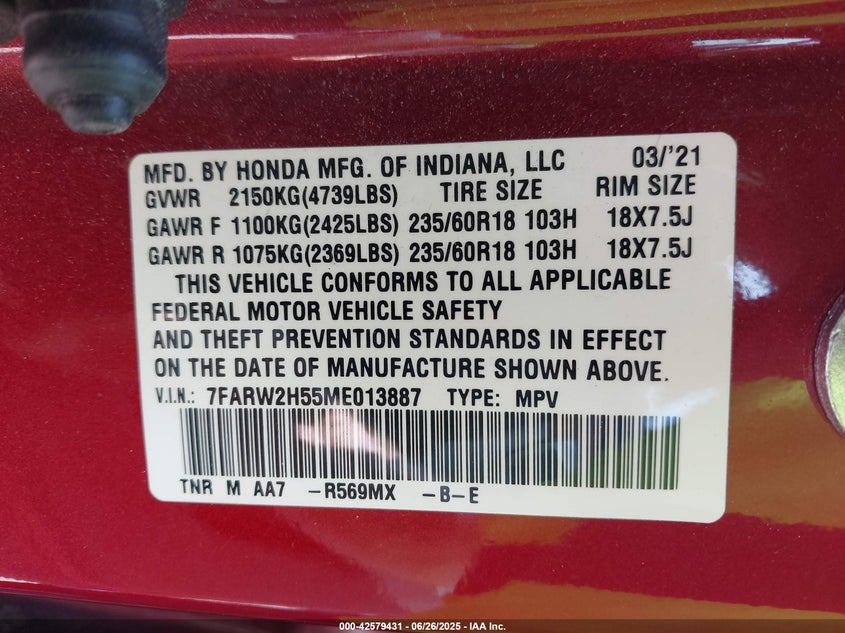 MFD. BY HONDA MFG. OF INDIANA, LLC 03/'21
GVWR 2150KG(4739LBS) TIRE SIZE RIM SIZE
GAWR F 1100KG(2425LBS) 235/60R18 103H 18X7.5J
GAWR R 1075KG(2369LBS) 235/60R18 103H 18X7.5J
THIS VEHICLE CONFORMS TO ALL APPLICABLE
FEDERAL MOTOR VEHICLE SAFETY
AND THEFT PREVENTION STANDARDS IN EFFECT
ON THE DATE OF MANUFACTURE SHOWN ABOVE.
V.I.N.: 7FARW2H55ME013887 TYPE: MPV
TNR M AA7 -R569MX -B-E
000-42579431 - 06/26/2025 - IAA Inc.